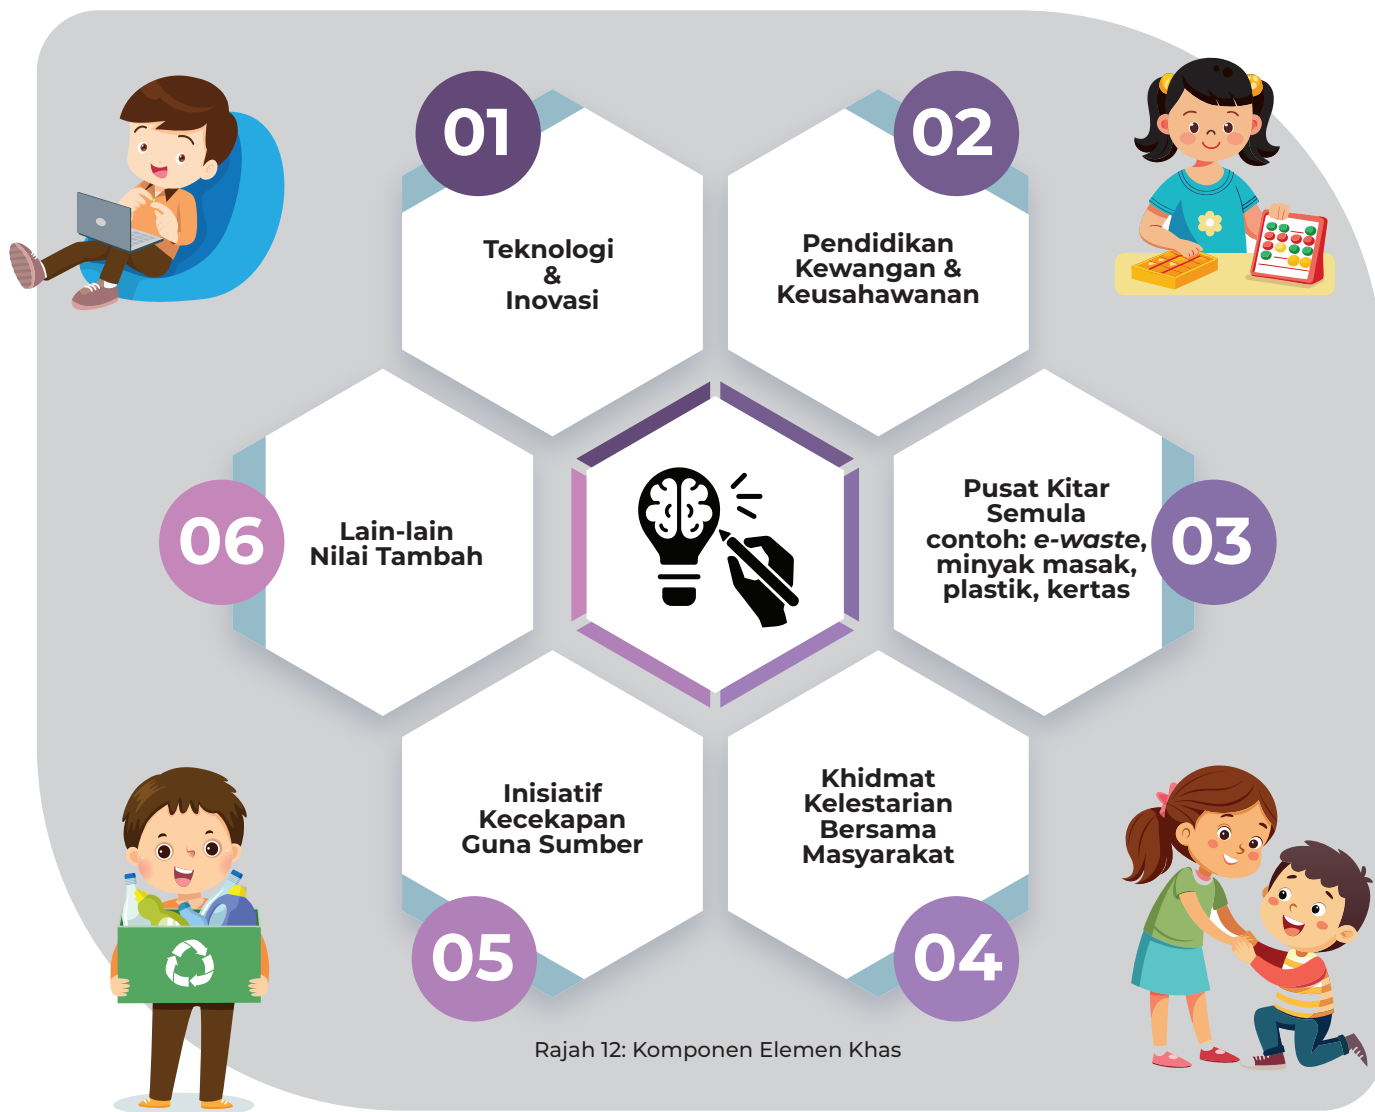 01
Teknologi
&
Inovasi
02
Pendidikan
Kewangan &
Keusahawanan
03
Pusat Kitar
Semula
contoh: e-waste,
minyak masak,
plastik, kertas
04
Khidmat
Kelestarian
Bersama
Masyarakat
05
Inisiatif
Kecekapan
Guna Sumber
06
Lain-lain
Nilai Tambah
Rajah 12: Komponen Elemen Khas